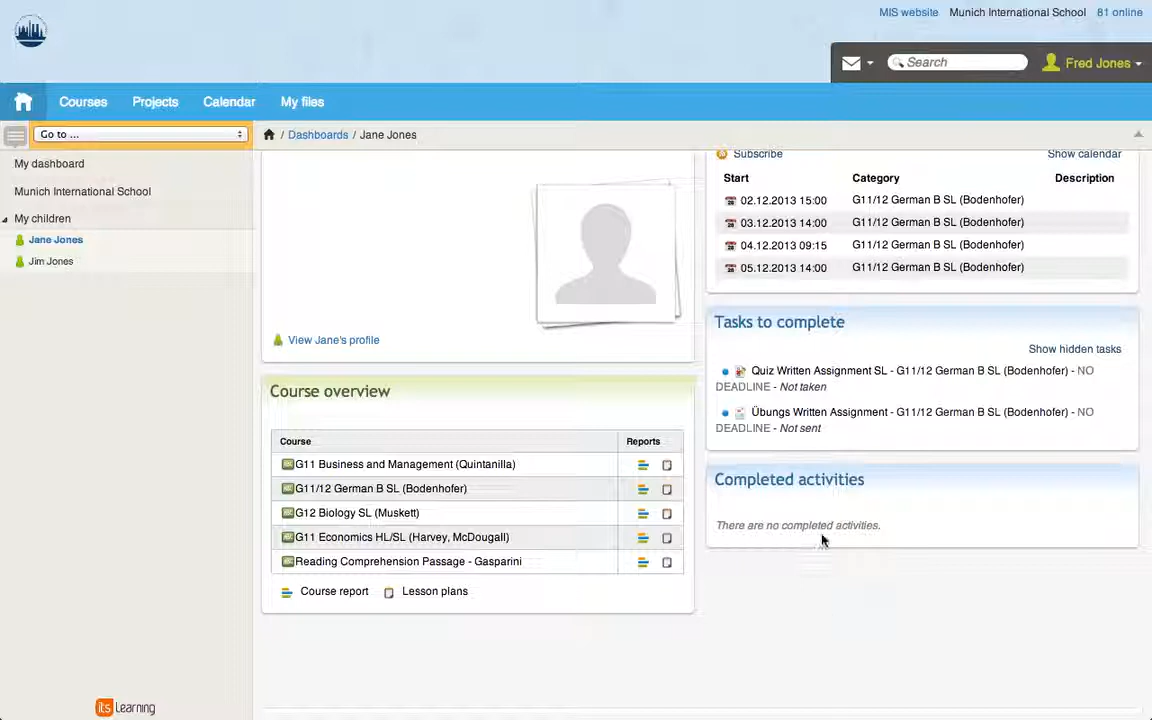 MIS website Munich International School 81 online
Search
Fred Jones
Courses Projects Calendar My files
Go to ...
/ Dashboards / Jane Jones
My dashboard
Munich International School
My children
Jane Jones
Jim Jones
View Jane's profile
Course overview
Course Reports
G11 Business and Management (Quintanilla)
G11/12 German B SL (Bodenhofer)
G12 Biology SL (Muskett)
G11 Economics HL/SL (Harvey, McDougall)
Reading Comprehension Passage - Gasparini
Course report Lesson plans
Subscribe Show calendar
Start Category Description
02.12.2013 15:00 G11/12 German B SL (Bodenhofer)
03.12.2013 14:00 G11/12 German B SL (Bodenhofer)
04.12.2013 09:15 G11/12 German B SL (Bodenhofer)
05.12.2013 14:00 G11/12 German B SL (Bodenhofer)
Tasks to complete
Show hidden tasks
Quiz Written Assignment SL - G11/12 German B SL (Bodenhofer) - NO
DEADLINE - Not taken
Übungs Written Assignment - G11/12 German B SL (Bodenhofer) - NO
DEADLINE - Not sent
Completed activities
There are no completed activities.
its Learning